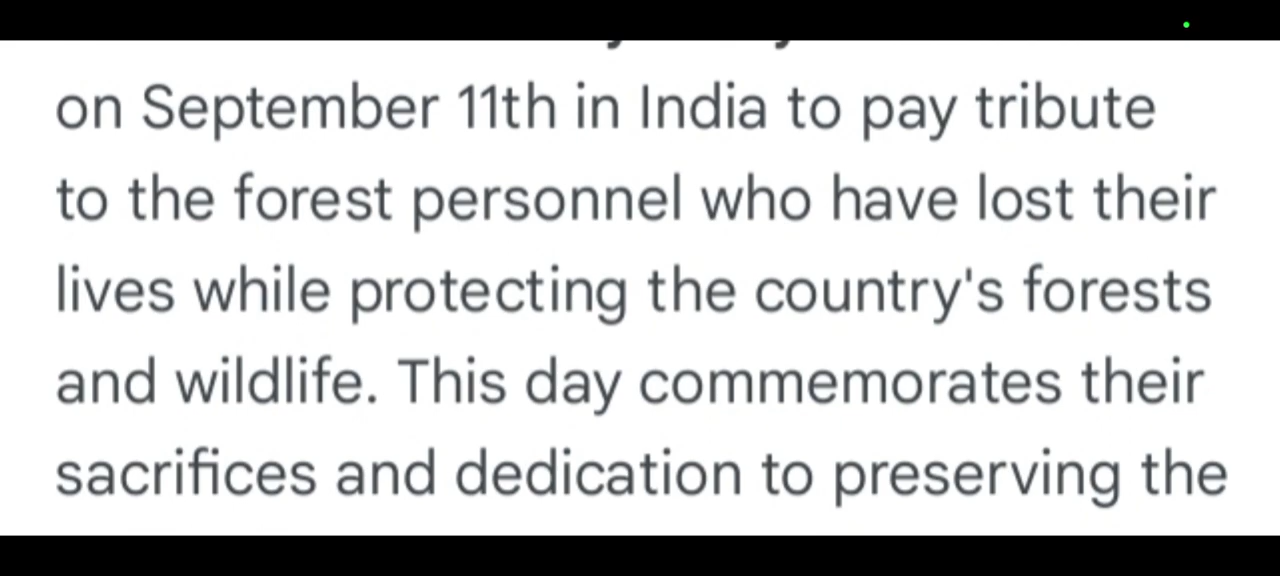 on September 11th in India to pay tribute
to the forest personnel who have lost their
lives while protecting the country's forests
and wildlife. This day commemorates their
sacrifices and dedication to preserving the